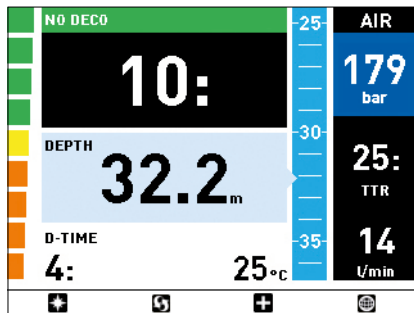 NO DECO
10:
DEPTH
32.2m
D-TIME
4:
25°C
25
30
35
AIR
179
bar
25:
TTR
14
l/min